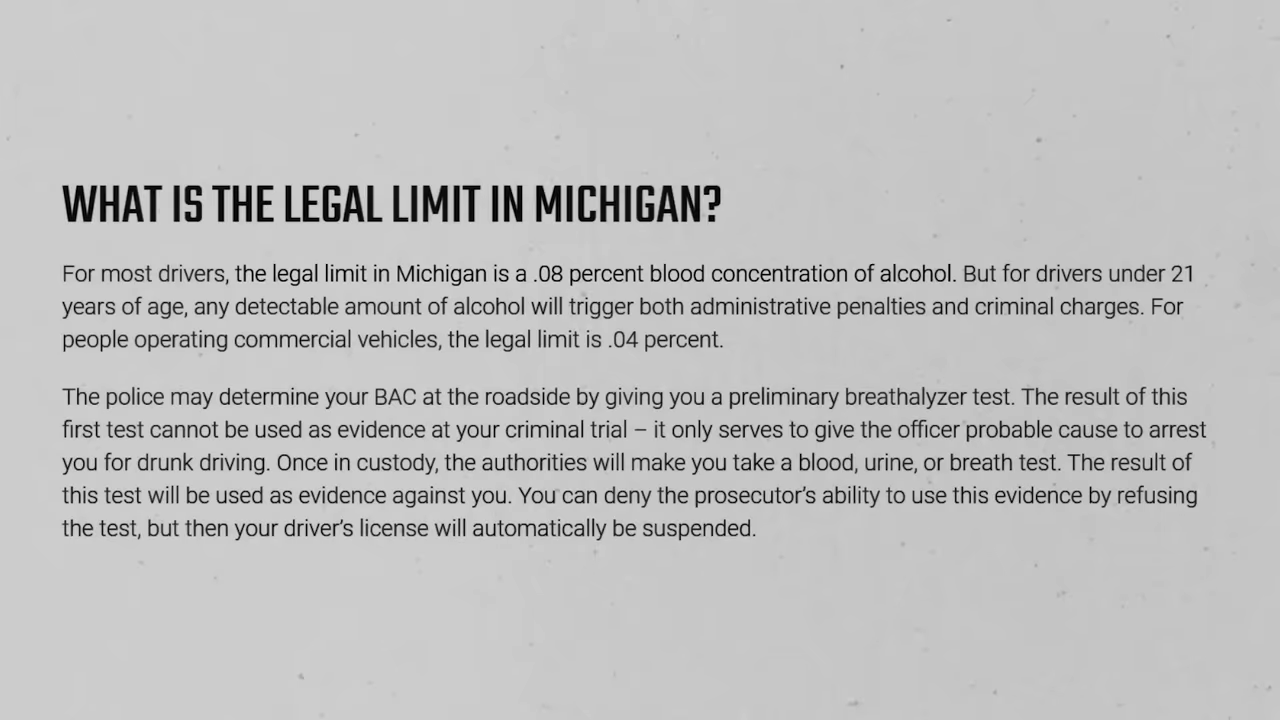 WHAT IS THE LEGAL LIMIT IN MICHIGAN?
For most drivers, the legal limit in Michigan is a .08 percent blood concentration of alcohol. But for drivers under 21
years of age, any detectable amount of alcohol will trigger both administrative penalties and criminal charges. For
people operating commercial vehicles, the legal limit is .04 percent.
The police may determine your BAC at the roadside by giving you a preliminary breathalyzer test. The result of this
first test cannot be used as evidence at your criminal trial – it only serves to give the officer probable cause to arrest
you for drunk driving. Once in custody, the authorities will make you take a blood, urine, or breath test. The result of
this test will be used as evidence against you. You can deny the prosecutor’s ability to use this evidence by refusing
the test, but then your driver’s license will automatically be suspended.